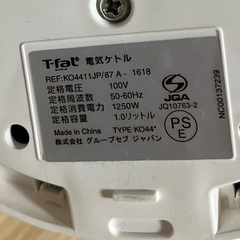 T-fal 電気ケトル
REF:KO4411JP/87 A - 1618
定格電圧 100V
定格周波数 50-60Hz
定格消費電力 1250W
容量 1.0リットル
Made in China TYPE KO44*
株式会社 グループセブ ジャパン
JQA
JQ10763-2
PS
E
NC00137239